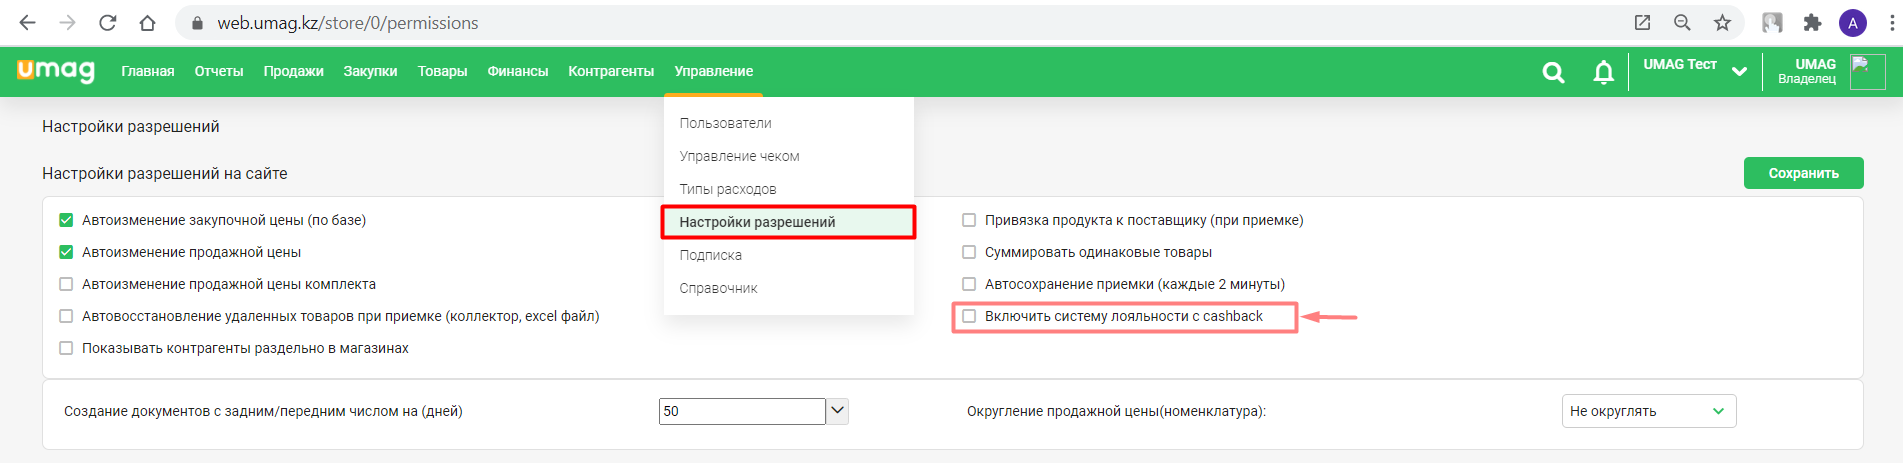 web.umag.kz/store/0/permissions
A
umag
Главная Отчеты Продажи Закупки Товары Финансы Контрагенты Управление
UMAG Тест
UMAG
Владелец
Настройки разрешений
Настройки разрешений на сайте
Сохранить
Пользователи
Управление чеком
Типы расходов
Настройки разрешений
Подписка
Справочник
Автоизменение закупочной цены (по базе)
Автоизменение продажной цены
Автоизменение продажной цены комплекта
Автовосстановление удаленных товаров при приемке (коллектор, excel файл)
Показывать контрагенты раздельно в магазинах
Привязка продукта к поставщику (при приемке)
Суммировать одинаковые товары
Автосохранение приемки (каждые 2 минуты)
Включить систему лояльности с cashback
Создание документов с задним/передним числом на (дней)
50
Округление продажной цены(номенклатура):
Не округлять